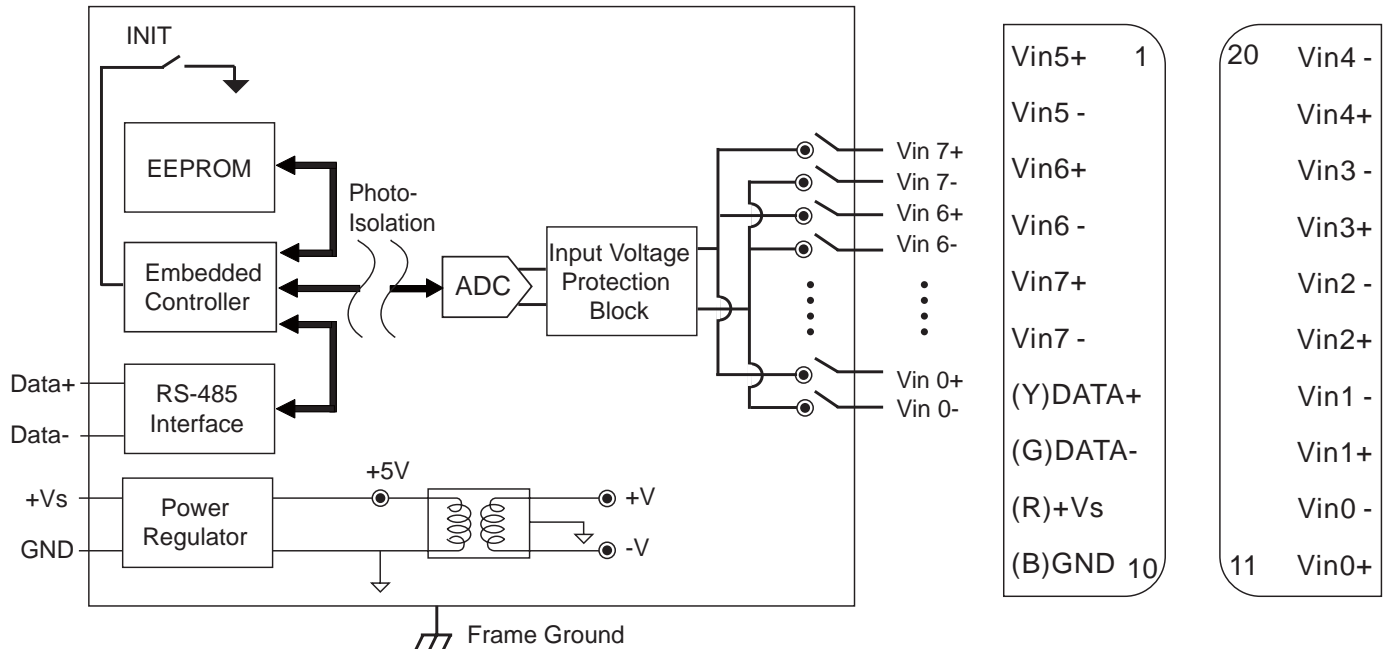 INIT
EEPROM
Photo-
Isolation
Embedded
Controller
ADC
Input Voltage
Protection
Block
Vin 7+
Vin 7-
Vin 6+
Vin 6-
Vin 0+
Vin 0-
Data+
Data-
RS-485
Interface
+Vs
GND
Power
Regulator
+5V
+V
-V
Frame Ground
Vin5+ 1
Vin5 -
Vin6+
Vin6 -
Vin7+
Vin7 -
(Y)DATA+
(G)DATA-
(R)+Vs
(B)GND 10
20 Vin4 -
Vin4+
Vin3 -
Vin3+
Vin2 -
Vin2+
Vin1 -
Vin1+
Vin0 -
11 Vin0+